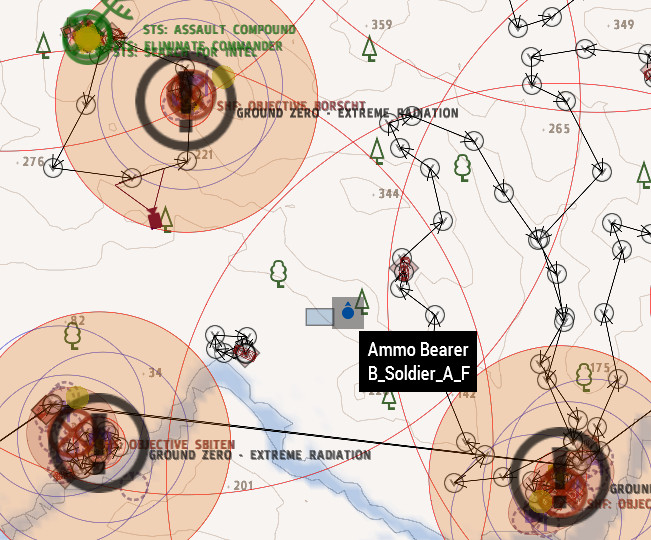 359
349
STS: ASSAULT COMPOUND
STS: ELIMINATE COMMANDER
SHF: OBJECTIVE BORSCHT
GROUND ZERO - EXTREME RADIATION
265
276
221
344
82
Ammo Bearer
B_Soldier_A_F
34
175
142
OBJECTIVE SBITEN
GROUND ZERO - EXTREME RADIATION
201